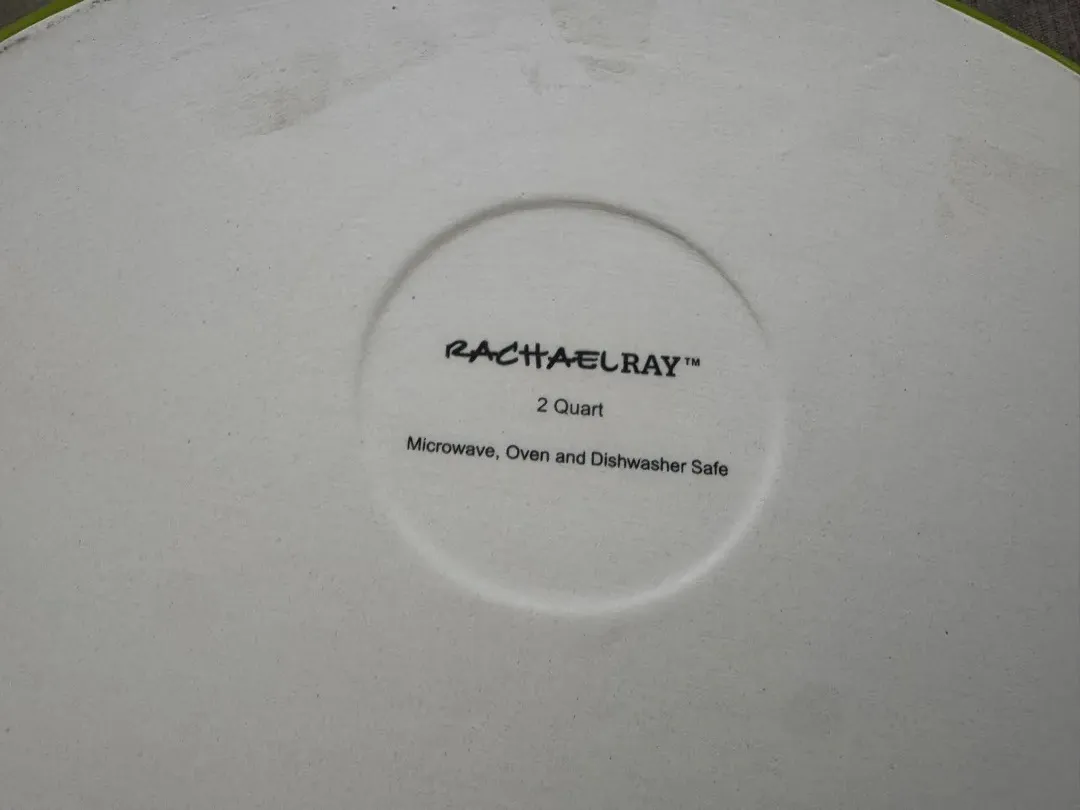 RACHAELRAY™
2 Quart
Microwave, Oven and Dishwasher Safe